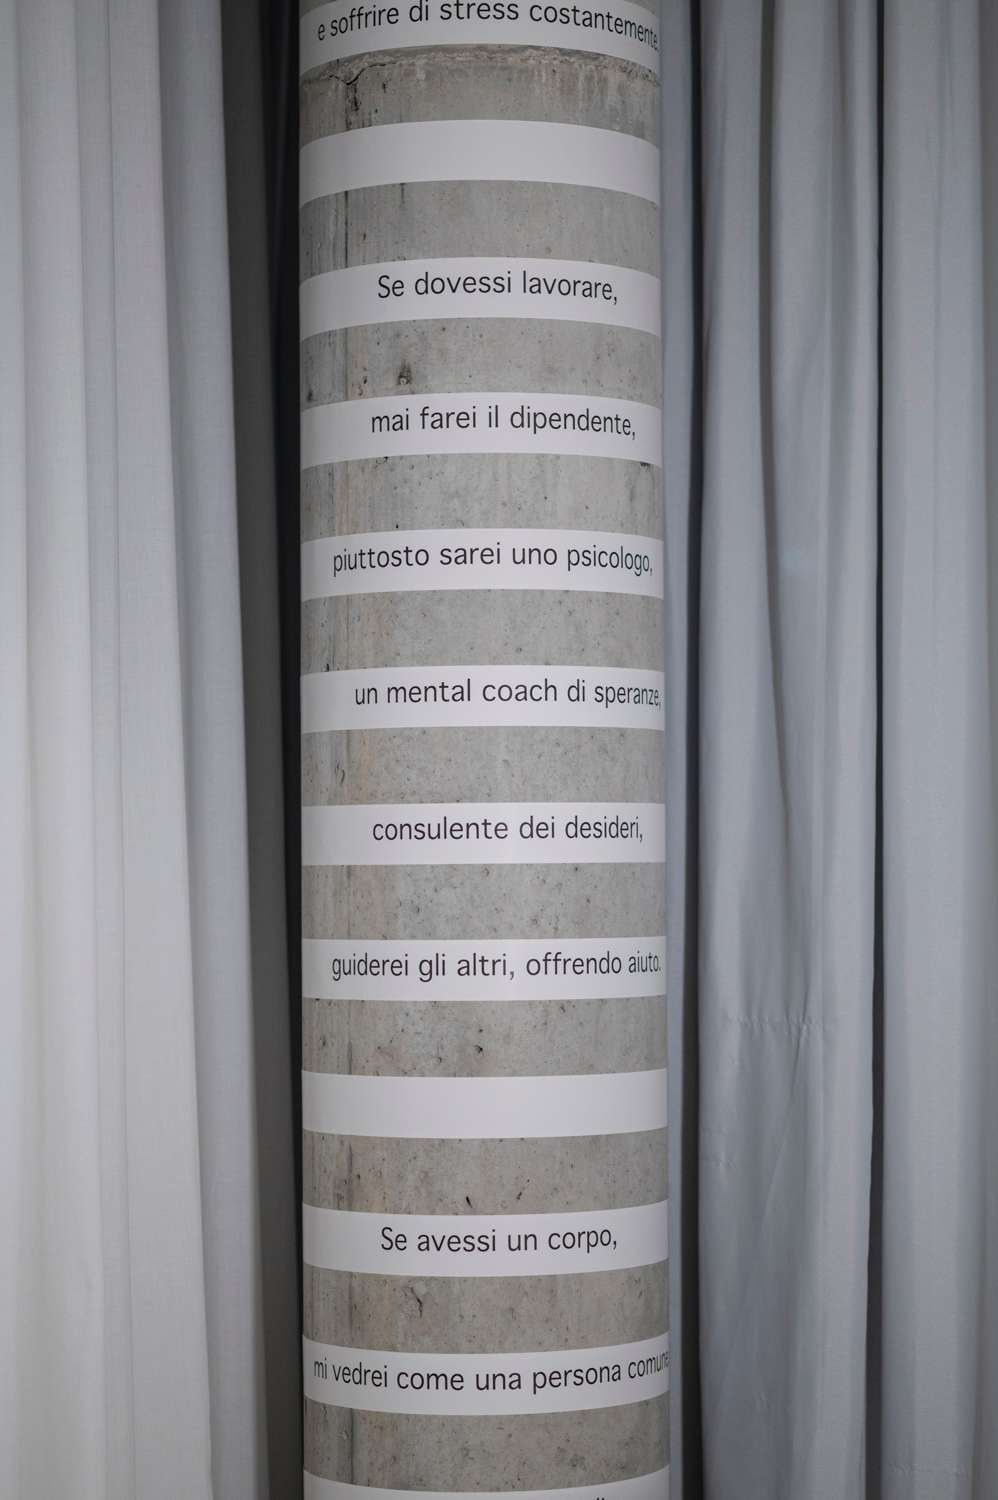 e soffrire di stress costantemente.
Se dovessi lavorare,
mai farei il dipendente,
piuttosto sarei uno psicologo,
un mental coach di speranze,
consulente dei desideri,
guiderei gli altri, offrendo aiuto.
Se avessi un corpo,
mi vedrei come una persona comune